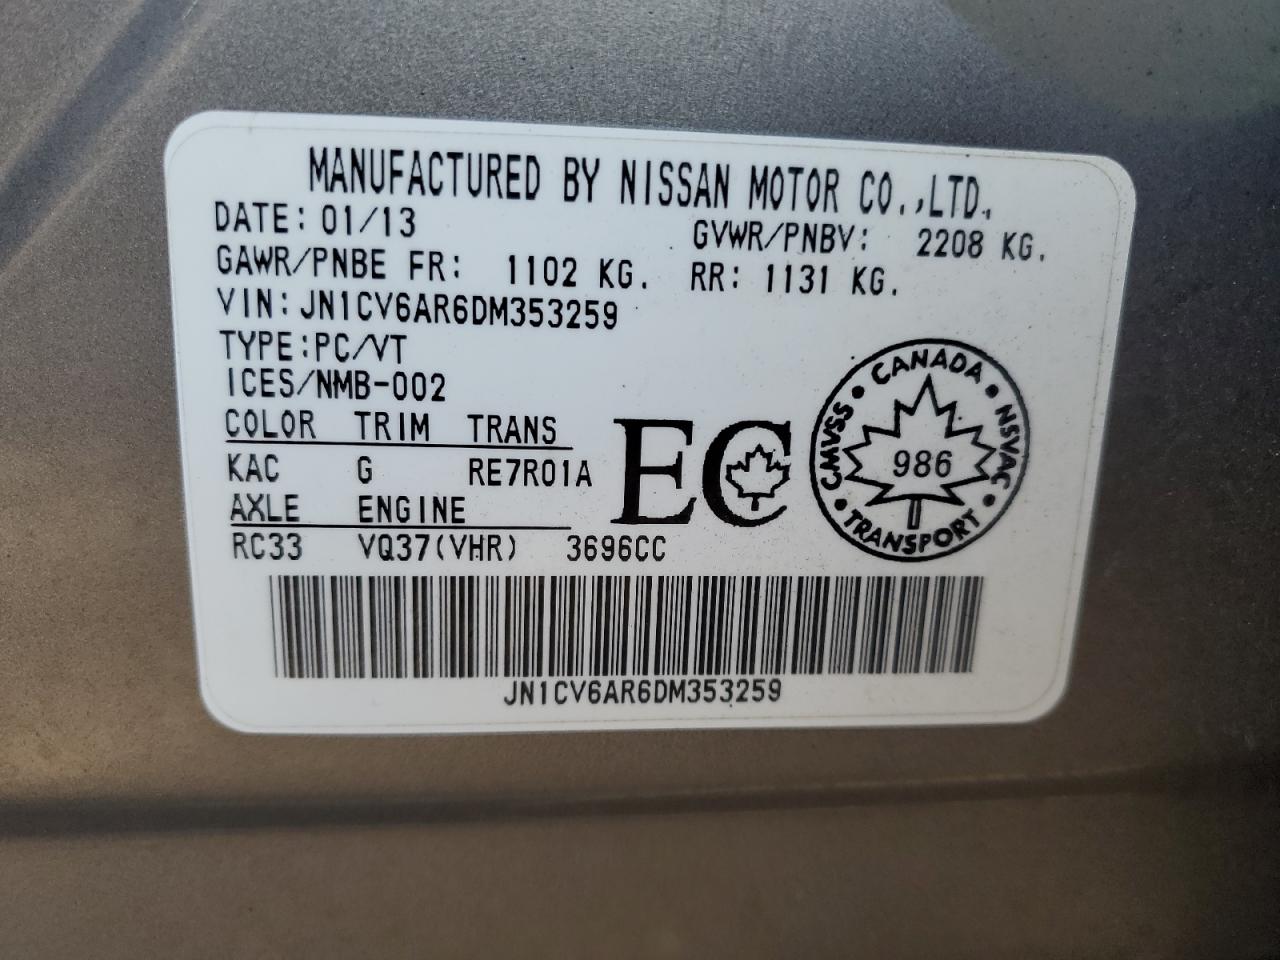 MANUFACTURED BY NISSAN MOTOR CO.,LTD.
DATE: 01/13 GVWR/PNBV: 2208 KG.
GAWR/PNBE FR: 1102 KG. RR: 1131 KG.
VIN: JN1CV6AR6DM353259
TYPE:PC/VT
ICES/NMB-002
COLOR TRIM TRANS
KAC G RE7R01A
AXLE ENGINE
RC33 VQ37(VHR) 3696CC
EC
CMVSS • CANADA • NSVAC • TRANSPORT •
986
JN1CV6AR6DM353259